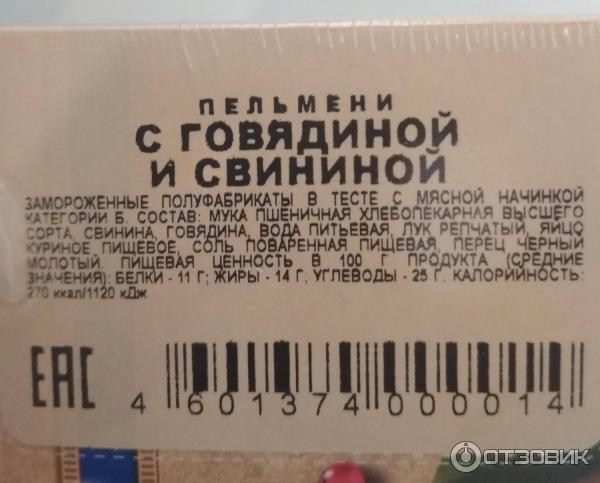 ПЕЛЬМЕНИ
С ГОВЯДИНОЙ
И СВИНИНОЙ
ЗАМОРОЖЕННЫЕ ПОЛУФАБРИКАТЫ В ТЕСТЕ С МЯСНОЙ НАЧИНКОЙ
КАТЕГОРИИ Б. СОСТАВ: МУКА ПШЕНИЧНАЯ ХЛЕБОПЕКАРНАЯ ВЫСШЕГО
СОРТА, СВИНИНА, ГОВЯДИНА, ВОДА ПИТЬЕВАЯ, ЛУК РЕПЧАТЫЙ, ЯЙЦО
КУРИНОЕ ПИЩЕВОЕ, СОЛЬ ПОВАРЕННАЯ ПИЩЕВАЯ, ПЕРЕЦ ЧЕРНЫЙ
МОЛОТЫЙ. ПИЩЕВАЯ ЦЕННОСТЬ В 100 Г ПРОДУКТА (СРЕДНИЕ
ЗНАЧЕНИЯ): БЕЛКИ - 11 Г; ЖИРЫ - 14 Г, УГЛЕВОДЫ - 25 Г. КАЛОРИЙНОСТЬ:
270 ккал/1120 кДж
EAC
4 601374 000014
ОТЗОВИК